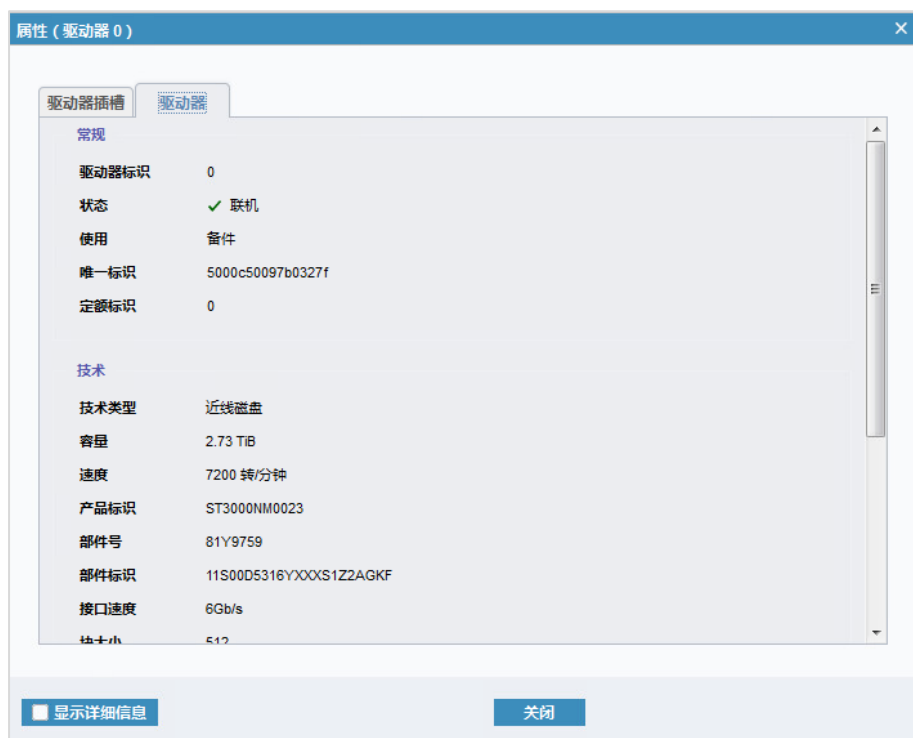 属性（驱动器 0）
驱动器插槽 驱动器
常规
驱动器标识 0
状态 联机
使用 备件
唯一标识 5000c50097b0327f
定额标识 0
技术
技术类型 近线磁盘
容量 2.73 TiB
速度 7200 转/分钟
产品标识 ST3000NM0023
部件号 81Y9759
部件标识 11S00D5316YXXXS1Z2AGKF
接口速度 6Gb/s
块大小 512
显示详细信息 关闭